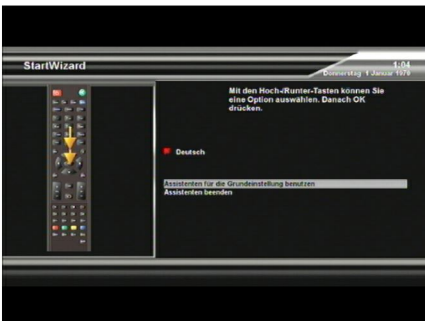 StartWizard
1:04
Donnerstag 1 Januar 1970
Mit den Hoch-/Runter-Tasten können Sie
eine Option auswählen. Danach OK
drücken.
Deutsch
Assistenten für die Grundeinstellung benutzen
Assistenten beenden